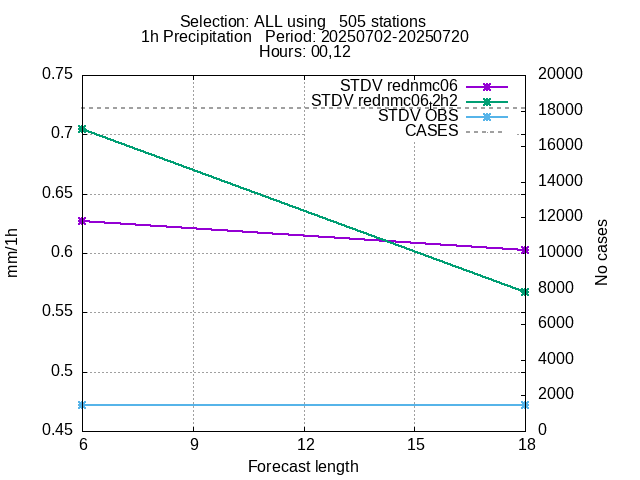 Selection: ALL using   505 stations
1h Precipitation   Period: 20250702-20250720
Hours: 00,12
STDV rednmc06
STDV rednmc06,2h2
STDV OBS
CASES
0.75
0.7
0.65
0.6
0.55
0.5
0.45
20000
18000
16000
14000
12000
10000
8000
6000
4000
2000
0
mm/1h
No cases
6
9
12
15
18
Forecast length